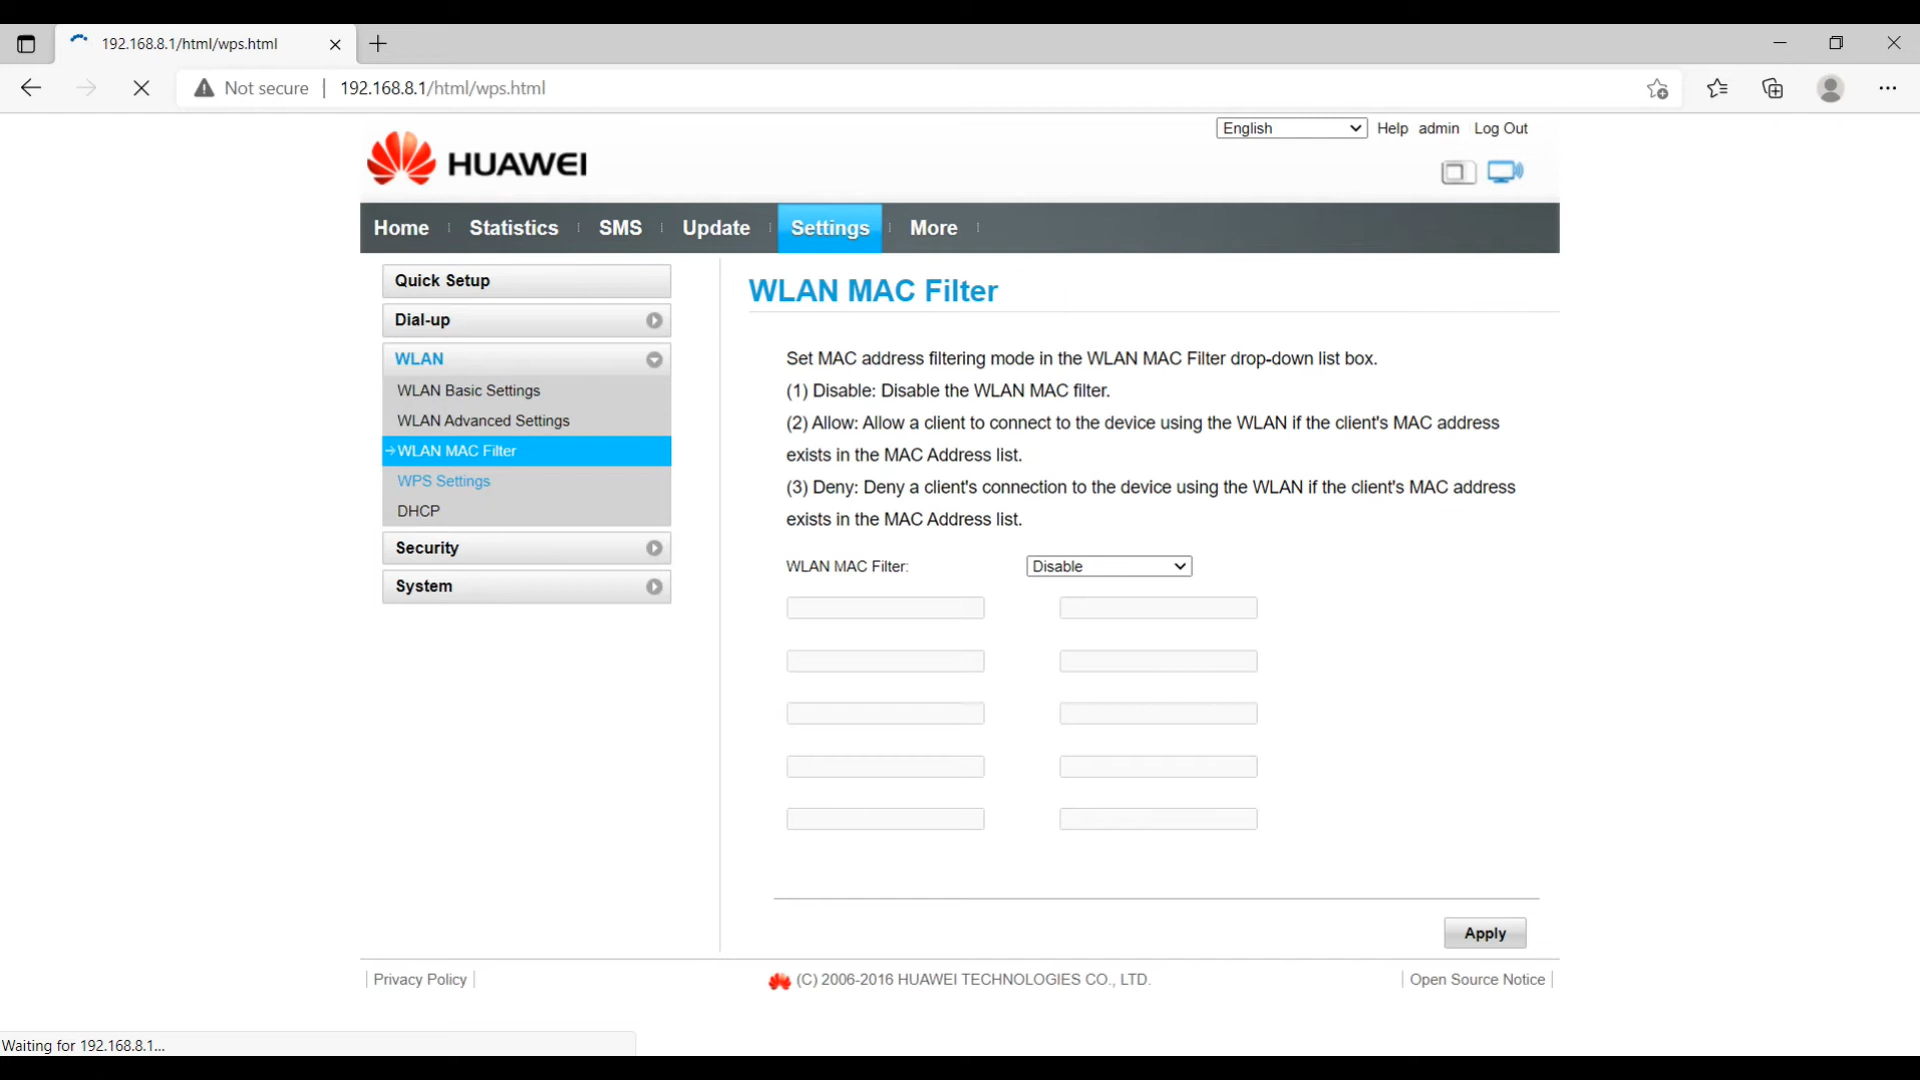 192.168.8.1/html/wps.html
Not secure | 192.168.8.1/html/wps.html
English Help admin Log Out
HUAWEI
Home Statistics SMS Update Settings More
Quick Setup
Dial-up
WLAN
WLAN Basic Settings
WLAN Advanced Settings
WLAN MAC Filter
WPS Settings
DHCP
Security
System
WLAN MAC Filter
Set MAC address filtering mode in the WLAN MAC Filter drop-down list box.
(1) Disable: Disable the WLAN MAC filter.
(2) Allow: Allow a client to connect to the device using the WLAN if the client's MAC address
exists in the MAC Address list.
(3) Deny: Deny a client's connection to the device using the WLAN if the client's MAC address
exists in the MAC Address list.
WLAN MAC Filter: Disable
Apply
Privacy Policy (C) 2006-2016 HUAWEI TECHNOLOGIES CO., LTD. Open Source Notice
Waiting for 192.168.8.1...